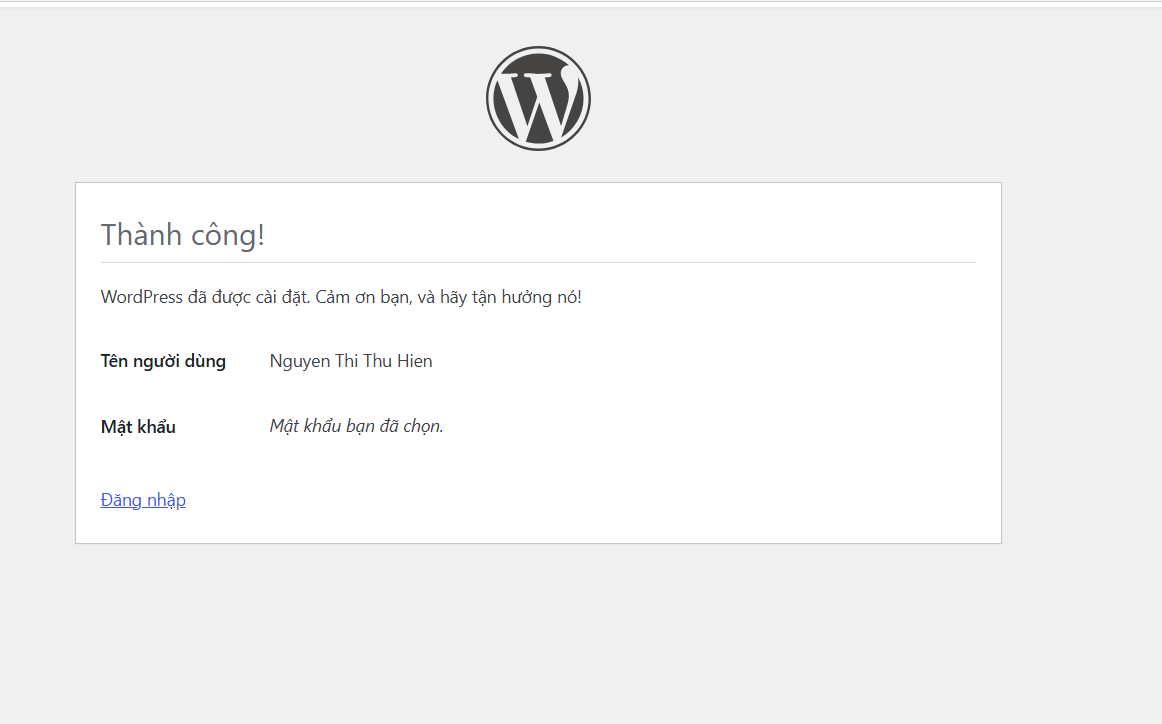 Thành công!
WordPress đã được cài đặt. Cảm ơn bạn, và hãy tận hưởng nó!
Tên người dùng Nguyen Thi Thu Hien
Mật khẩu Mật khẩu bạn đã chọn.
Đăng nhập